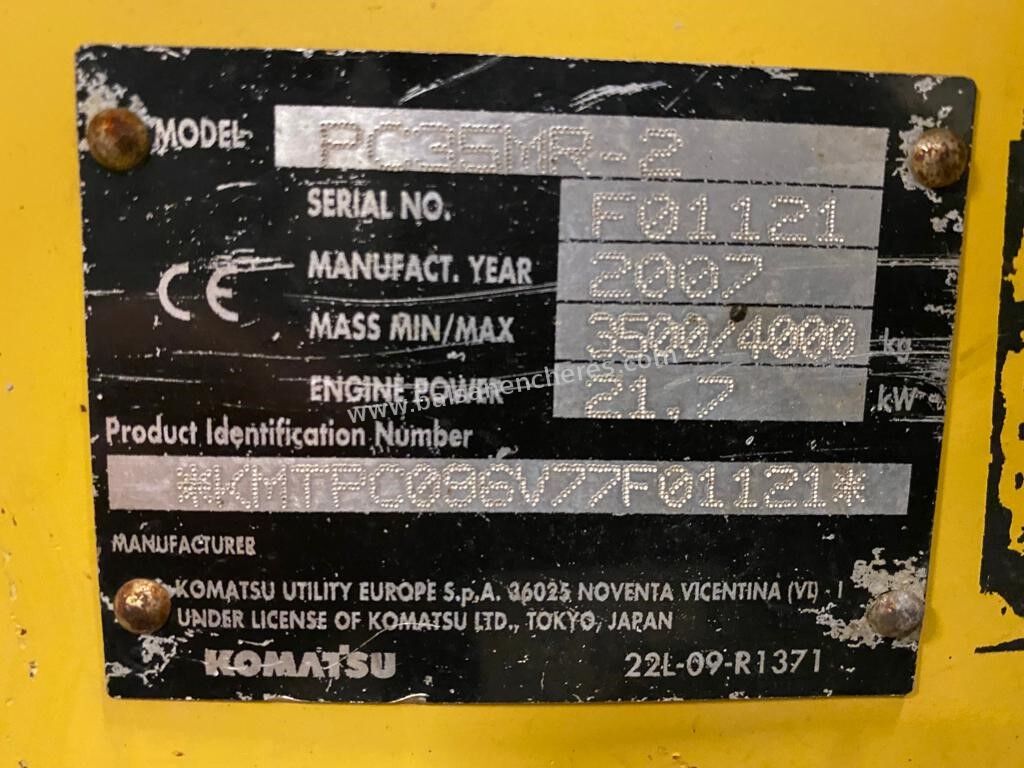 MODEL PC35MR-2
SERIAL NO. F01121
CE MANUFACT. YEAR 2007
MASS MIN/MAX 3500/4000 kg
ENGINE POWER 21,7 kW
www.balsanencheres.com
Product Identification Number
*KMTPC086V77F01121*
MANUFACTURER
KOMATSU UTILITY EUROPE S.p.A. 36025 NOVENTA VICENTINA (VI) - I
UNDER LICENSE OF KOMATSU LTD., TOKYO, JAPAN
KOMATSU 22L-09-R1371